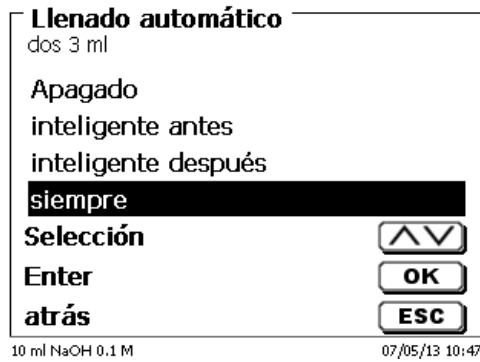 Llenado automático
dos 3 ml
Apagado
inteligente antes
inteligente después
siempre
Selección
Enter OK
atrás ESC
10 ml NaOH 0.1 M 07/05/13 10:47